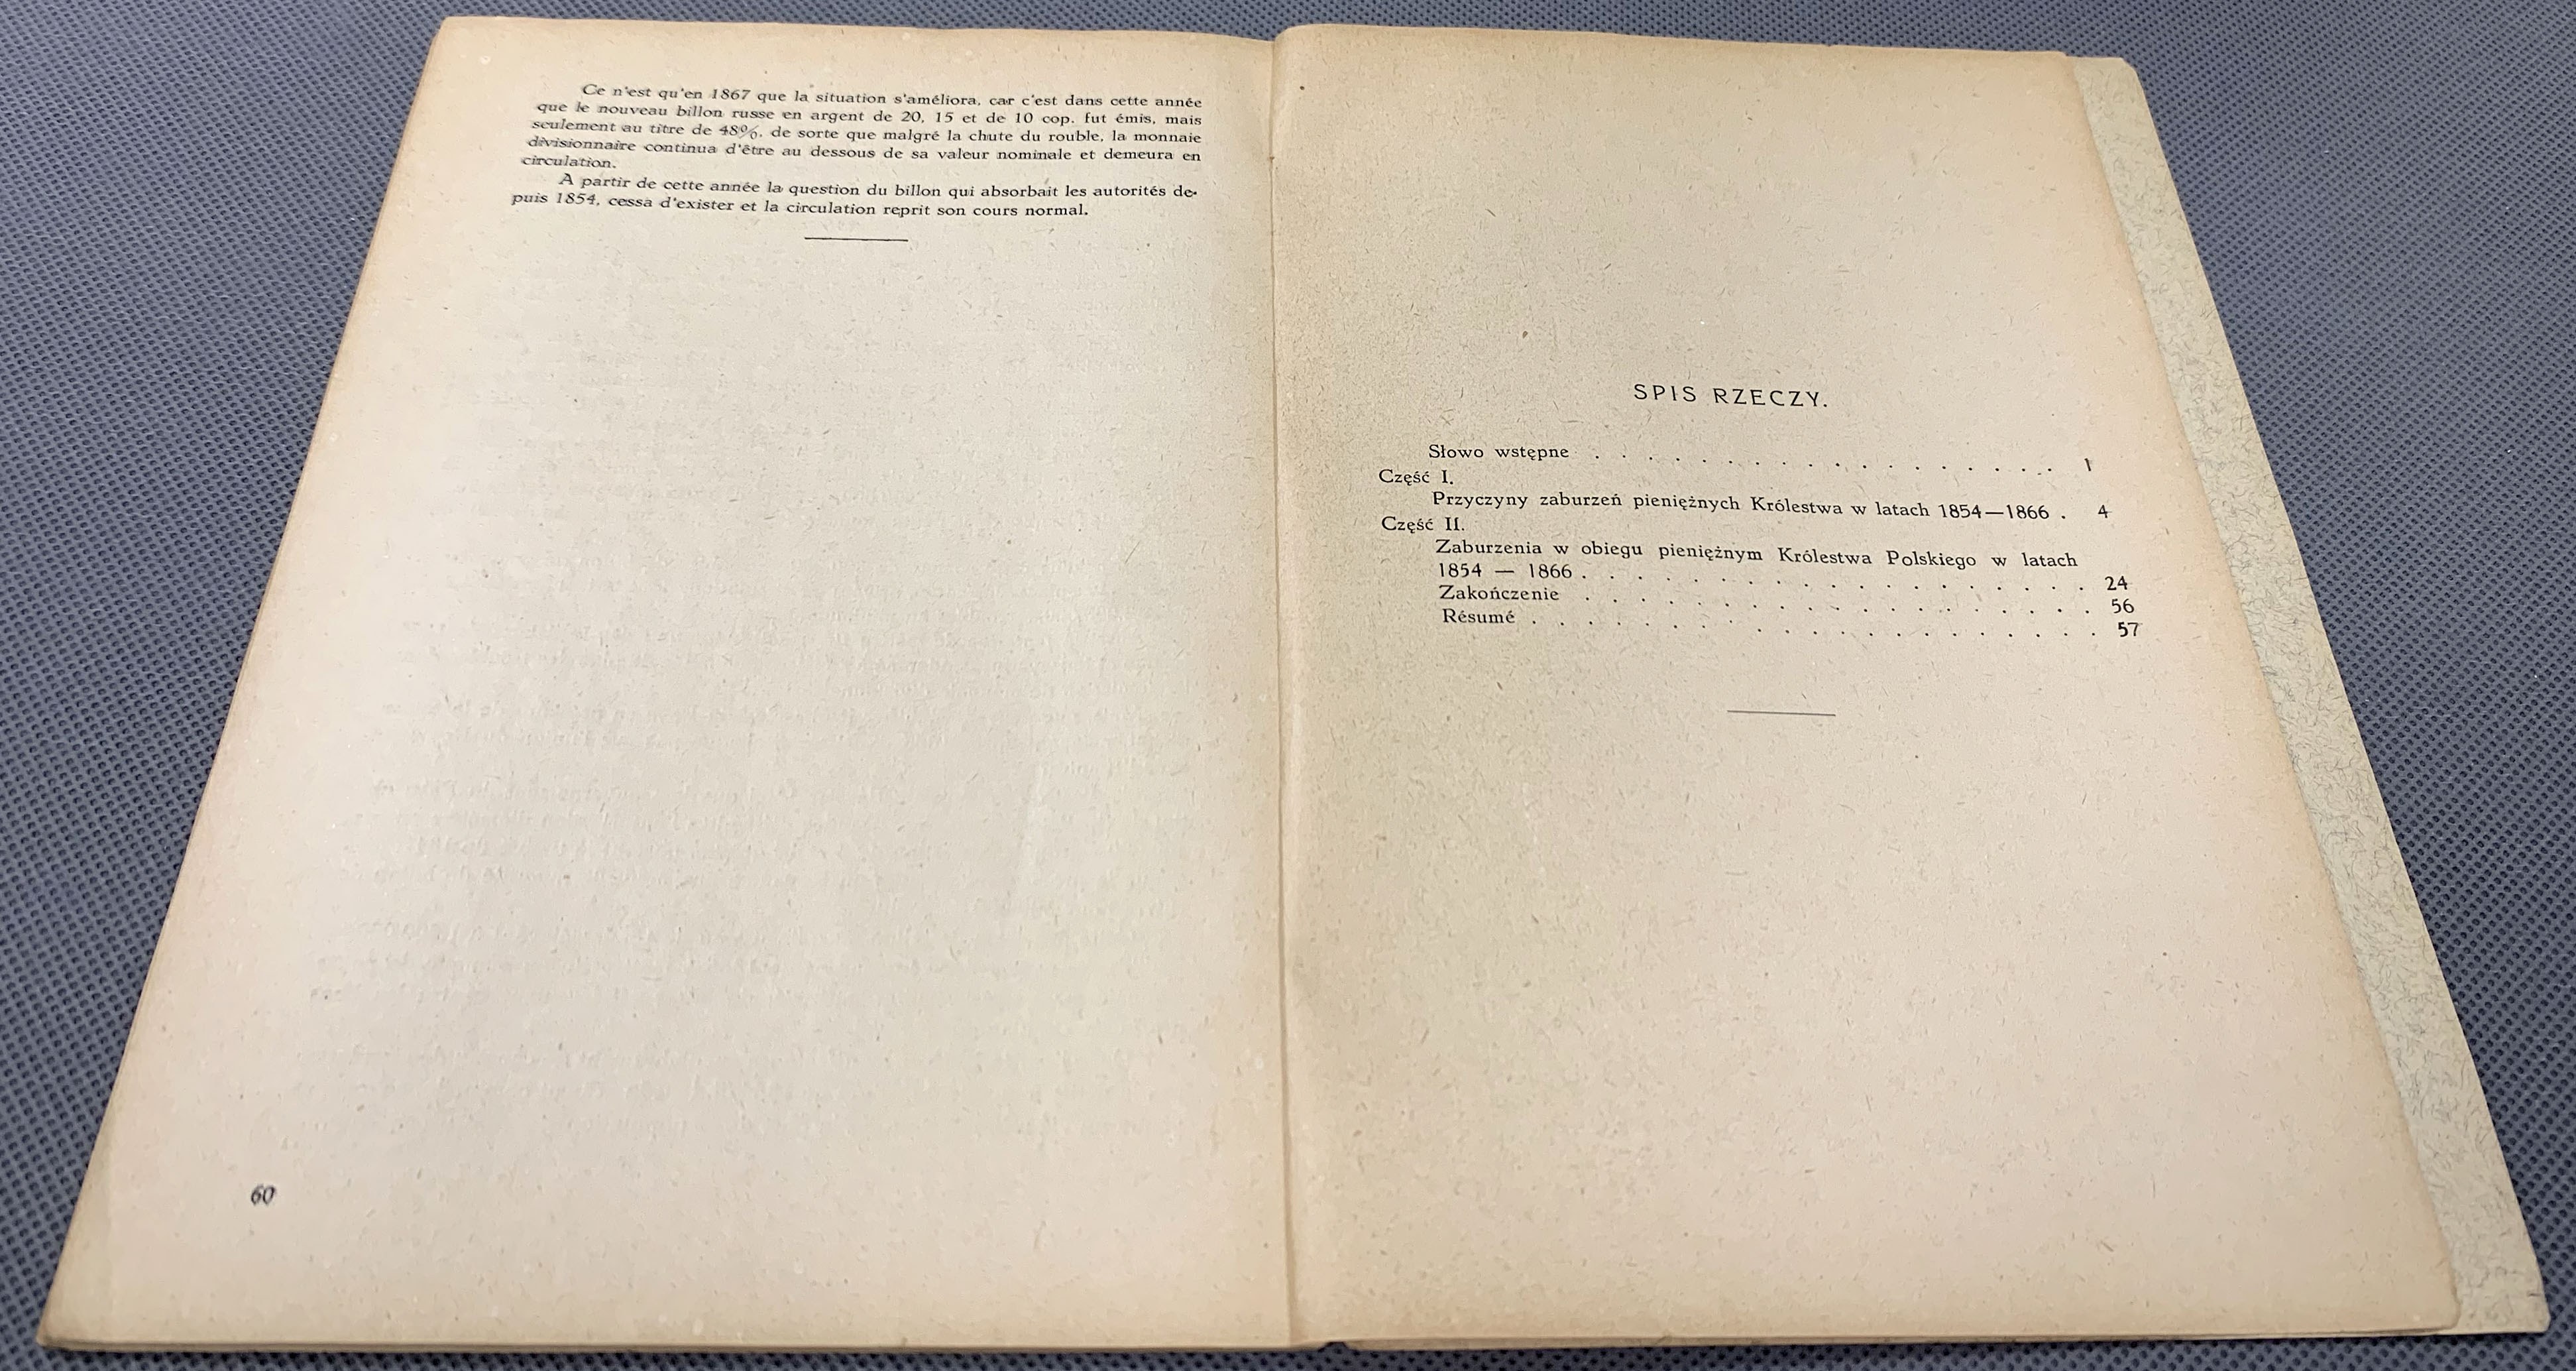 Ce n'est qu'en 1867 que la situation s'améliora, car c'est dans cette année
que le nouveau billon russe en argent de 20, 15 et de 10 cop. fut émis, mais
seulement au titre de 48%, de sorte que malgré la chute du rouble, la monnaie
divisionnaire continua d'être au dessous de sa valeur nominale et demeura en
circulation.
A partir de cette année la question du billon qui absorbait les autorités de-
puis 1854, cessa d'exister et la circulation reprit son cours normal.
60
SPIS RZECZY.
Słowo wstępne . . . . . . . . . . . . . . . . . . 1
Część I.
Przyczyny zaburzeń pieniężnych Królestwa w latach 1854—1866 . 4
Część II.
Zaburzenia w obiegu pieniężnym Królestwa Polskiego w latach
1854 — 1866 . . . . . . . . . . . . . . . . . . . 24
Zakończenie . . . . . . . . . . . . . . . . . . . 56
Résumé . . . . . . . . . . . . . . . . . . . . . 57